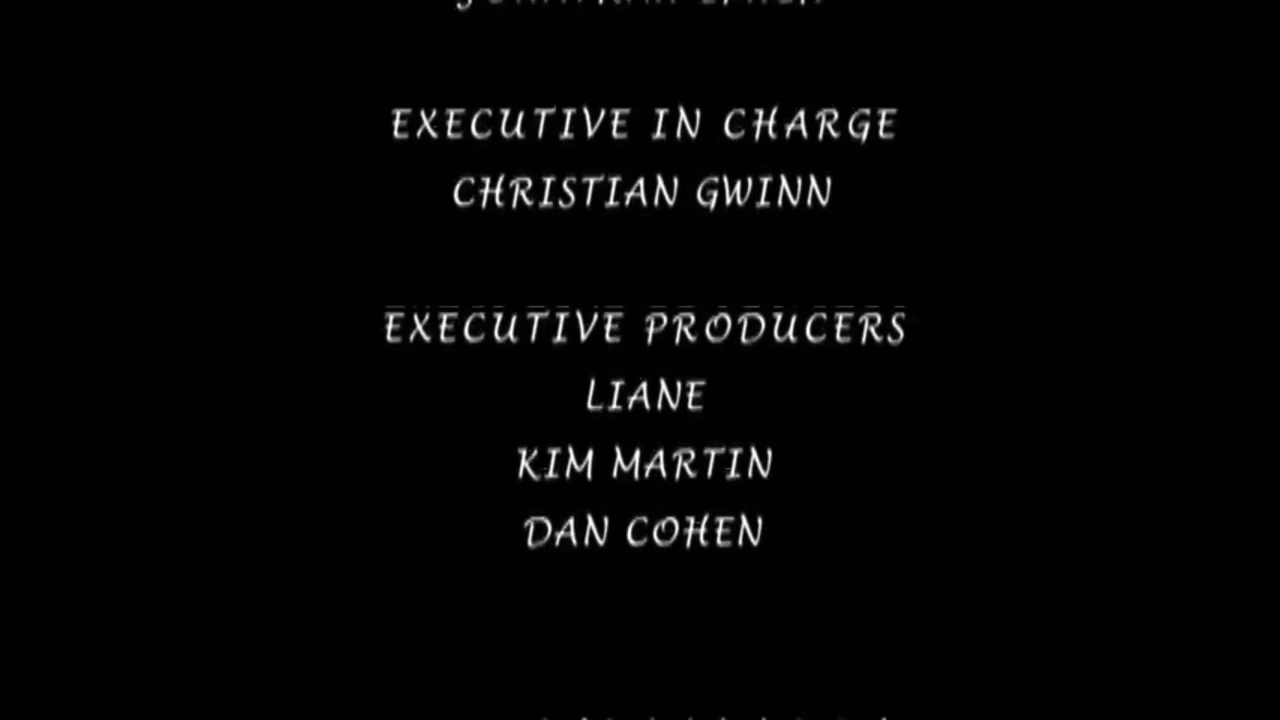 EXECUTIVE IN CHARGE
CHRISTIAN GWINN
EXECUTIVE PRODUCERS
LIANE
KIM MARTIN
DAN COHEN